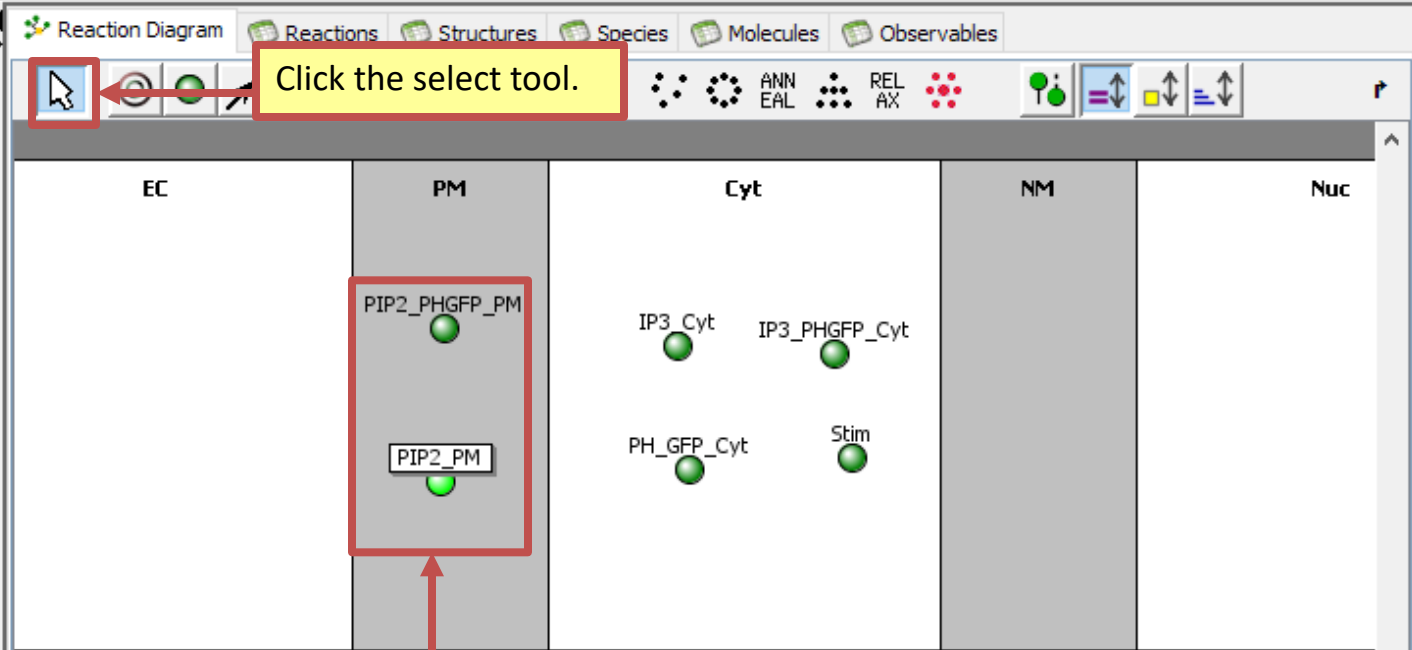 Reaction Diagram Reactions Structures Species Molecules Observables
Click the select tool.
ANN
EAL
REL
AX
EC PM Cyt NM Nuc
PIP2_PHGFP_PM
IP3_Cyt
IP3_PHGFP_Cyt
PIP2_PM
PH_GFP_Cyt
Stim